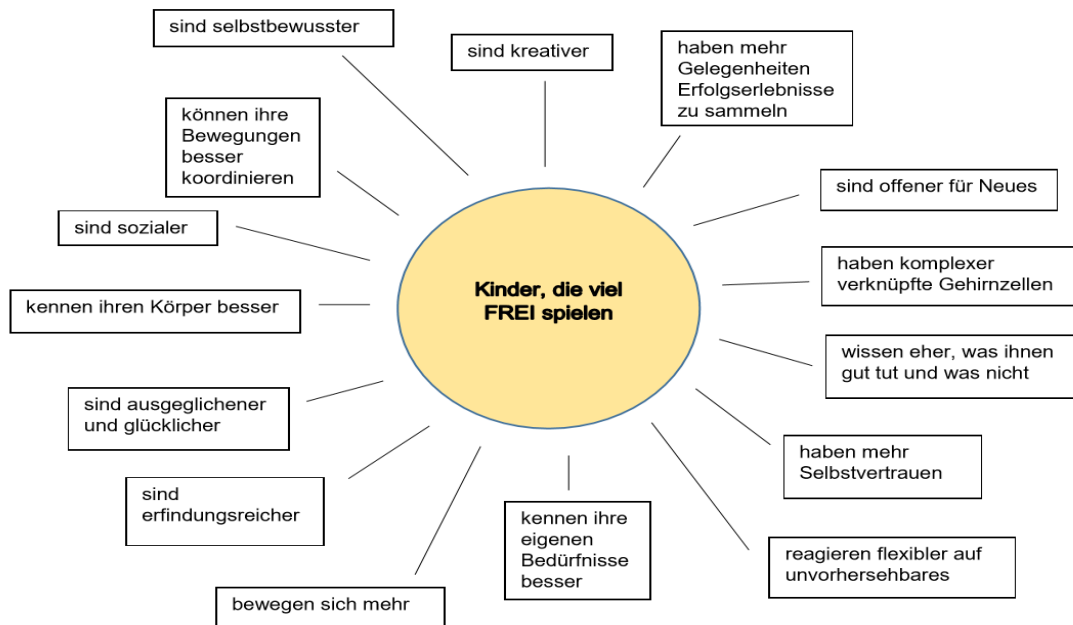 sind selbstbewusster
sind kreativer
haben mehr
Gelegenheiten
Erfolgserlebnisse
zu sammeln
können ihre
Bewegungen
besser
koordinieren
sind offener für Neues
sind sozialer
haben komplexer
verknüpfte Gehirnzellen
Kinder, die viel
FREI spielen
kennen ihren Körper besser
wissen eher, was ihnen
gut tut und was nicht
sind ausgeglichener
und glücklicher
haben mehr
Selbstvertrauen
sind
erfindungsreicher
kennen ihre
eigenen
Bedürfnisse
besser
reagieren flexibler auf
unvorhersehbares
bewegen sich mehr